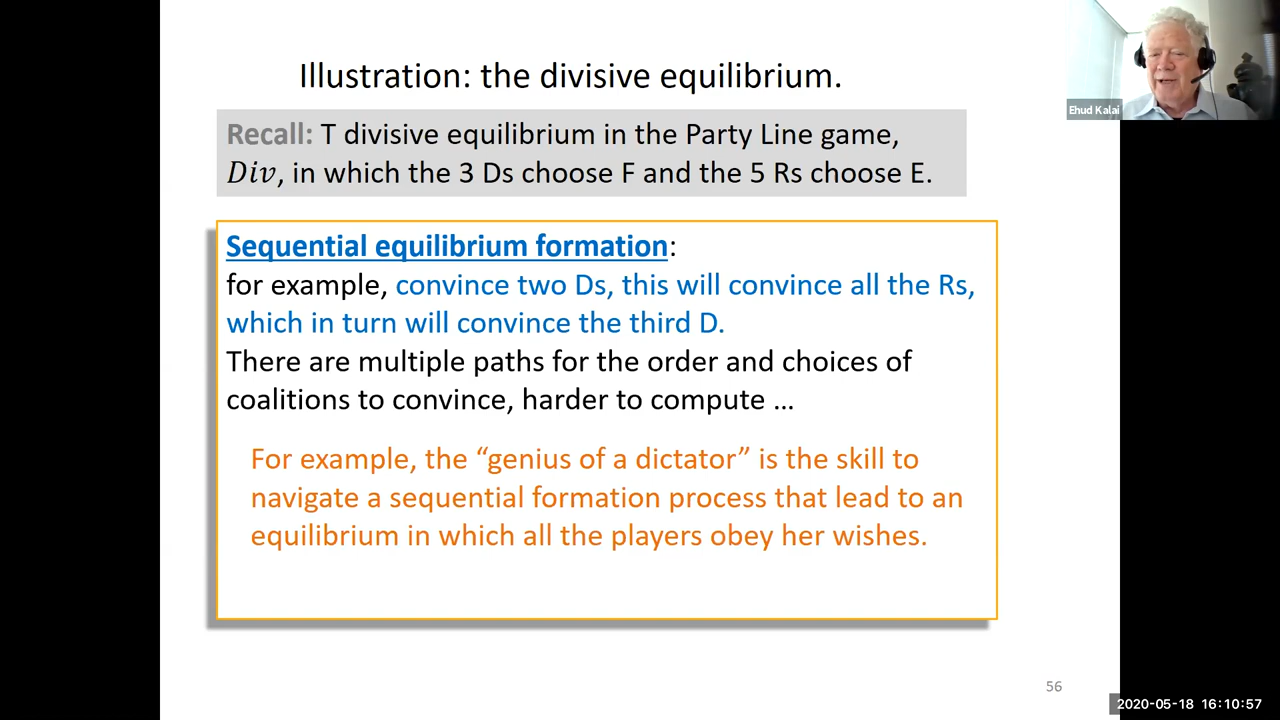 Illustration: the divisive equilibrium.
Recall: T divisive equilibrium in the Party Line game,
Div, in which the 3 Ds choose F and the 5 Rs choose E.
Sequential equilibrium formation:
for example, convince two Ds, this will convince all the Rs,
which in turn will convince the third D.
There are multiple paths for the order and choices of
coalitions to convince, harder to compute …
For example, the “genius of a dictator” is the skill to
navigate a sequential formation process that lead to an
equilibrium in which all the players obey her wishes.
56
Ehud Kalai
2020-05-18 16:10:57